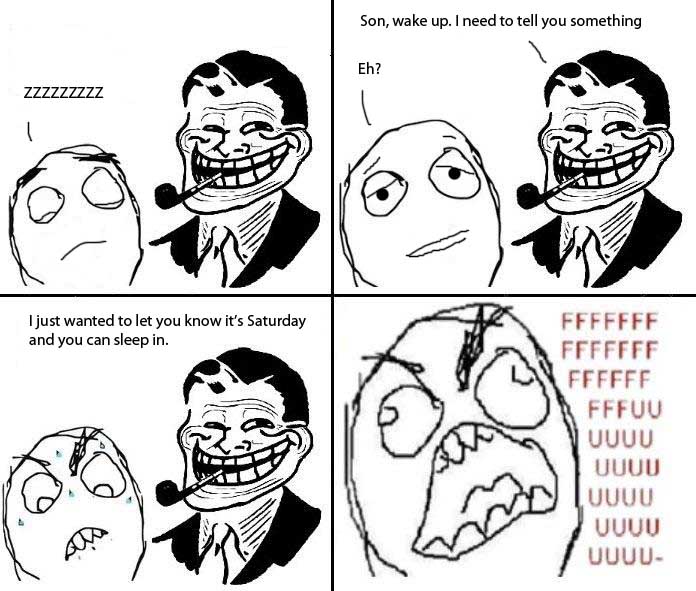 ZZZZZZZZZ
Son, wake up. I need to tell you something
Eh?
I just wanted to let you know it's Saturday
and you can sleep in.
FFFFFFF
FFFFFFF
FFFFFF
FFFUU
UUUU
UUUU
UUUU
UUUU
UUUU-